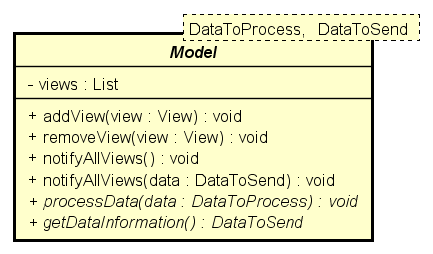 DataToProcess, DataToSend
Model
- views : List
+ addView(view : View) : void
+ removeView(view : View) : void
+ notifyAllViews() : void
+ notifyAllViews(data : DataToSend) : void
+ processData(data : DataToProcess) : void
+ getDataInformation() : DataToSend